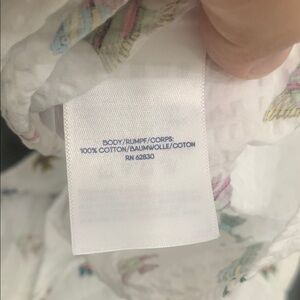 BODY/RUMPF/CORPS:
100% COTTON/BAUMWOLLE/COTON
RN 62830